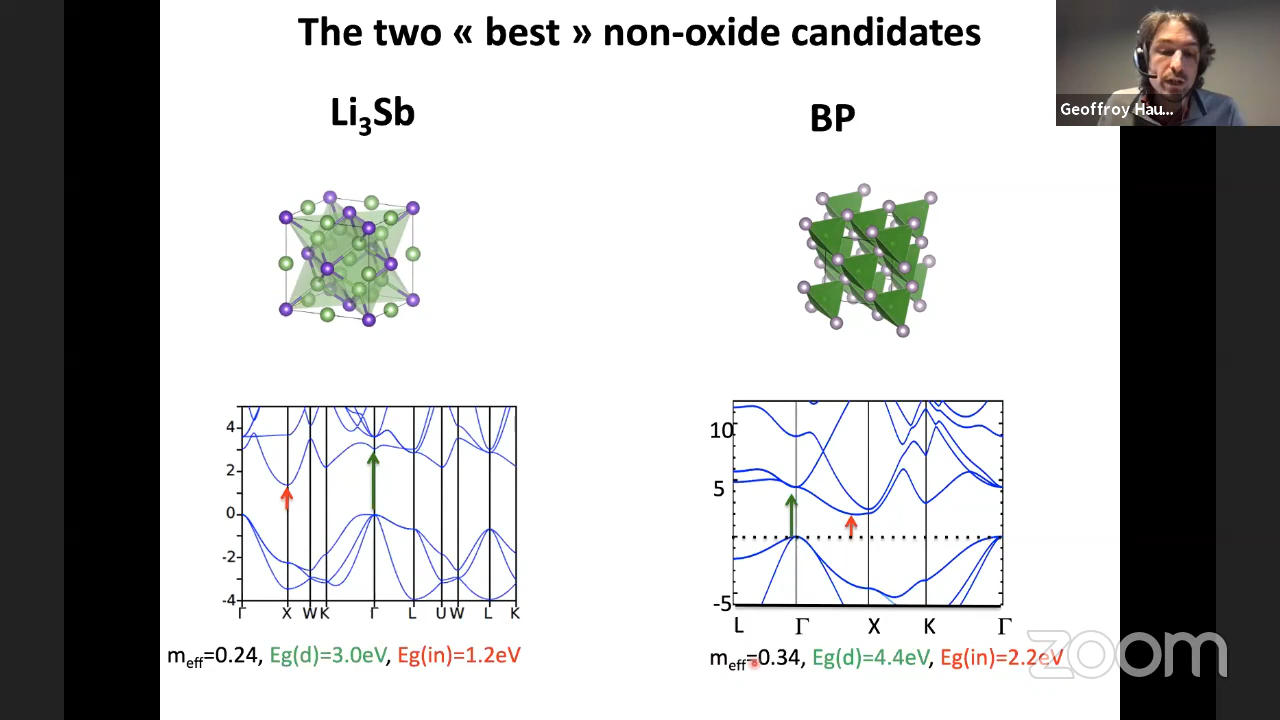 The two « best » non-oxide candidates
Geoffroy Hau...
Li3Sb
BP
4
2
0
-2
-4
Γ X W K Γ L U W L K
10
5
-5
L Γ X K Γ
meff=0.24, Eg(d)=3.0eV, Eg(in)=1.2eV
meff=0.34, Eg(d)=4.4eV, Eg(in)=2.2eV
zoom